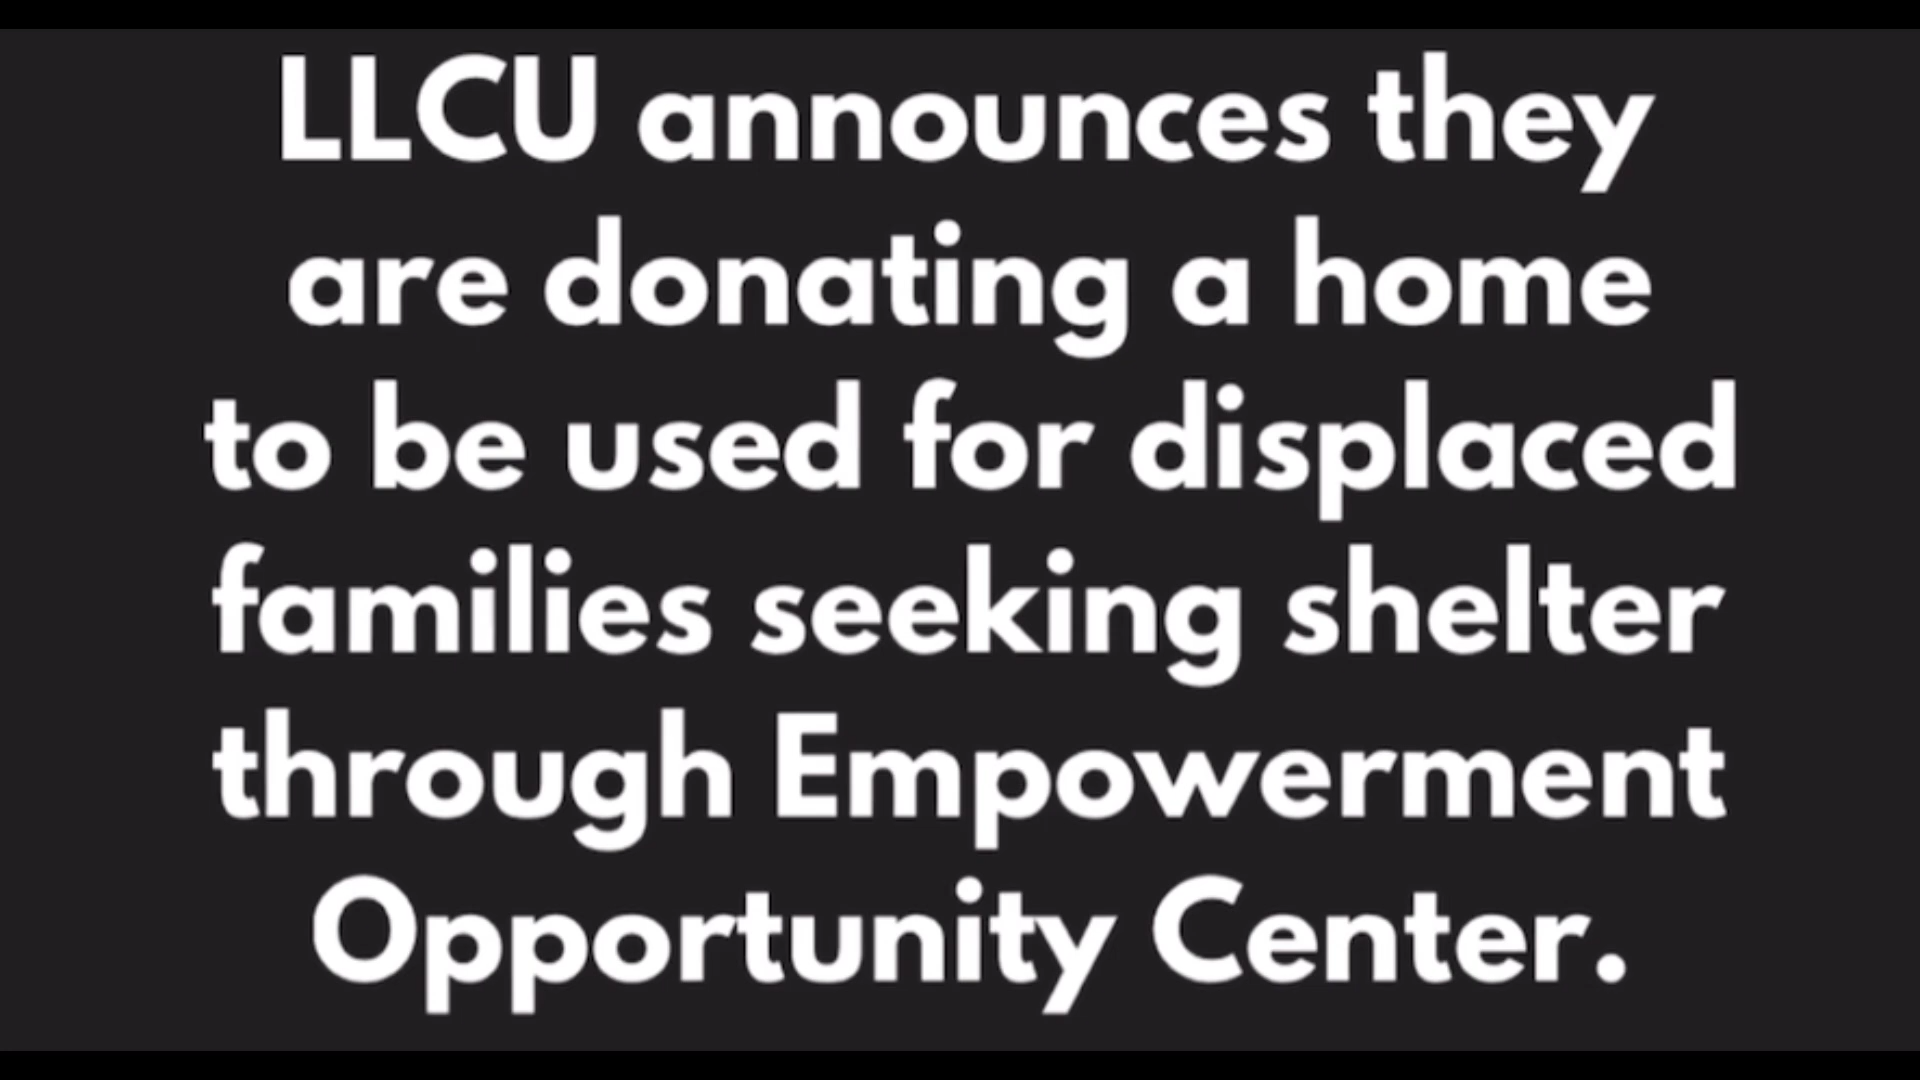 LLCU announces they
are donating a home
to be used for displaced
families seeking shelter
through Empowerment
Opportunity Center.